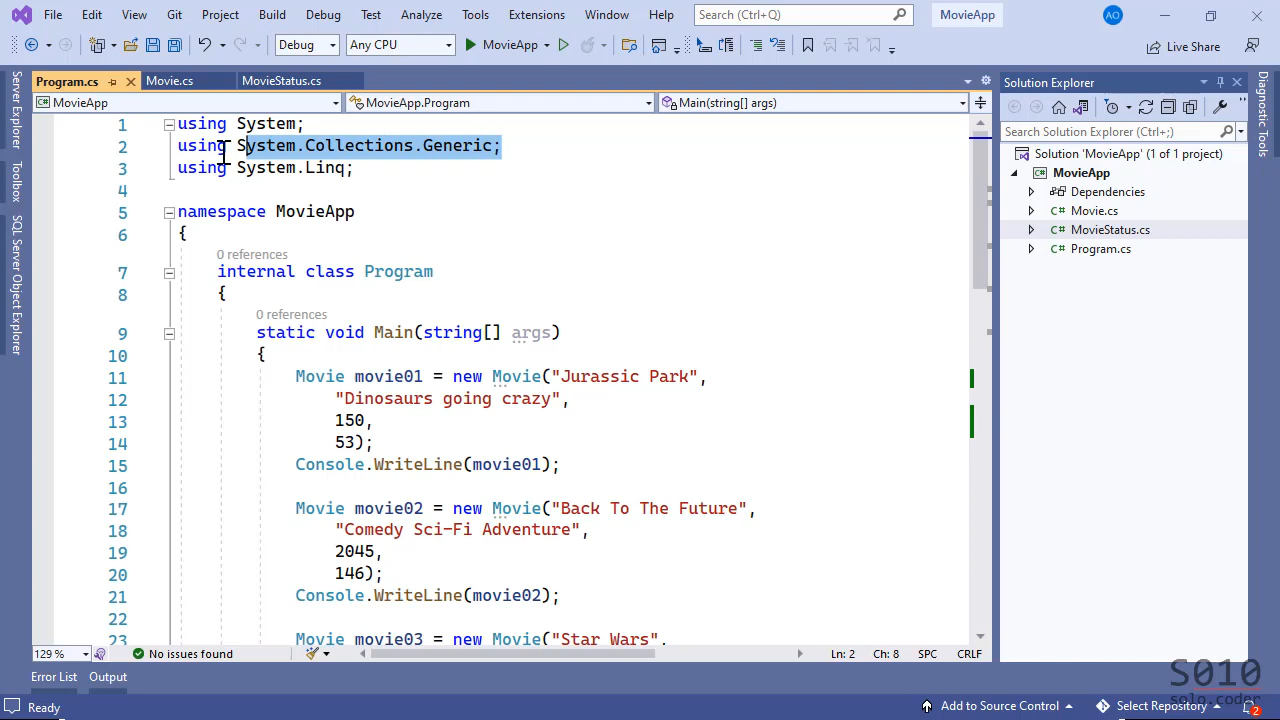 File Edit View Git Project Build Debug Test Analyze Tools Extensions Window Help Search (Ctrl+Q) MovieApp AO
Debug Any CPU MovieApp Live Share
Program.cs Movie.cs MovieStatus.cs
MovieApp MovieApp.Program Main(string[] args)
1 using System;
2 using System.Collections.Generic;
3 using System.Linq;
4
5 namespace MovieApp
6 {
0 references
7 internal class Program
8 {
0 references
9 static void Main(string[] args)
10 {
11 Movie movie01 = new Movie("Jurassic Park",
12 "Dinosaurs going crazy",
13 150,
14 53);
15 Console.WriteLine(movie01);
16
17 Movie movie02 = new Movie("Back To The Future",
18 "Comedy Sci-Fi Adventure",
19 2045,
20 146);
21 Console.WriteLine(movie02);
22
23 Movie movie03 = new Movie("Star Wars",
129 % No issues found Ln: 2 Ch: 8 SPC CRLF
Error List Output
Ready Add to Source Control Select Repository 2
Server Explorer
Toolbox
SQL Server Object Explorer
Solution Explorer
Search Solution Explorer (Ctrl+;)
Solution 'MovieApp' (1 of 1 project)
MovieApp
Dependencies
C# Movie.cs
C# MovieStatus.cs
C# Program.cs
Diagnostic Tools
S010
solo.coder